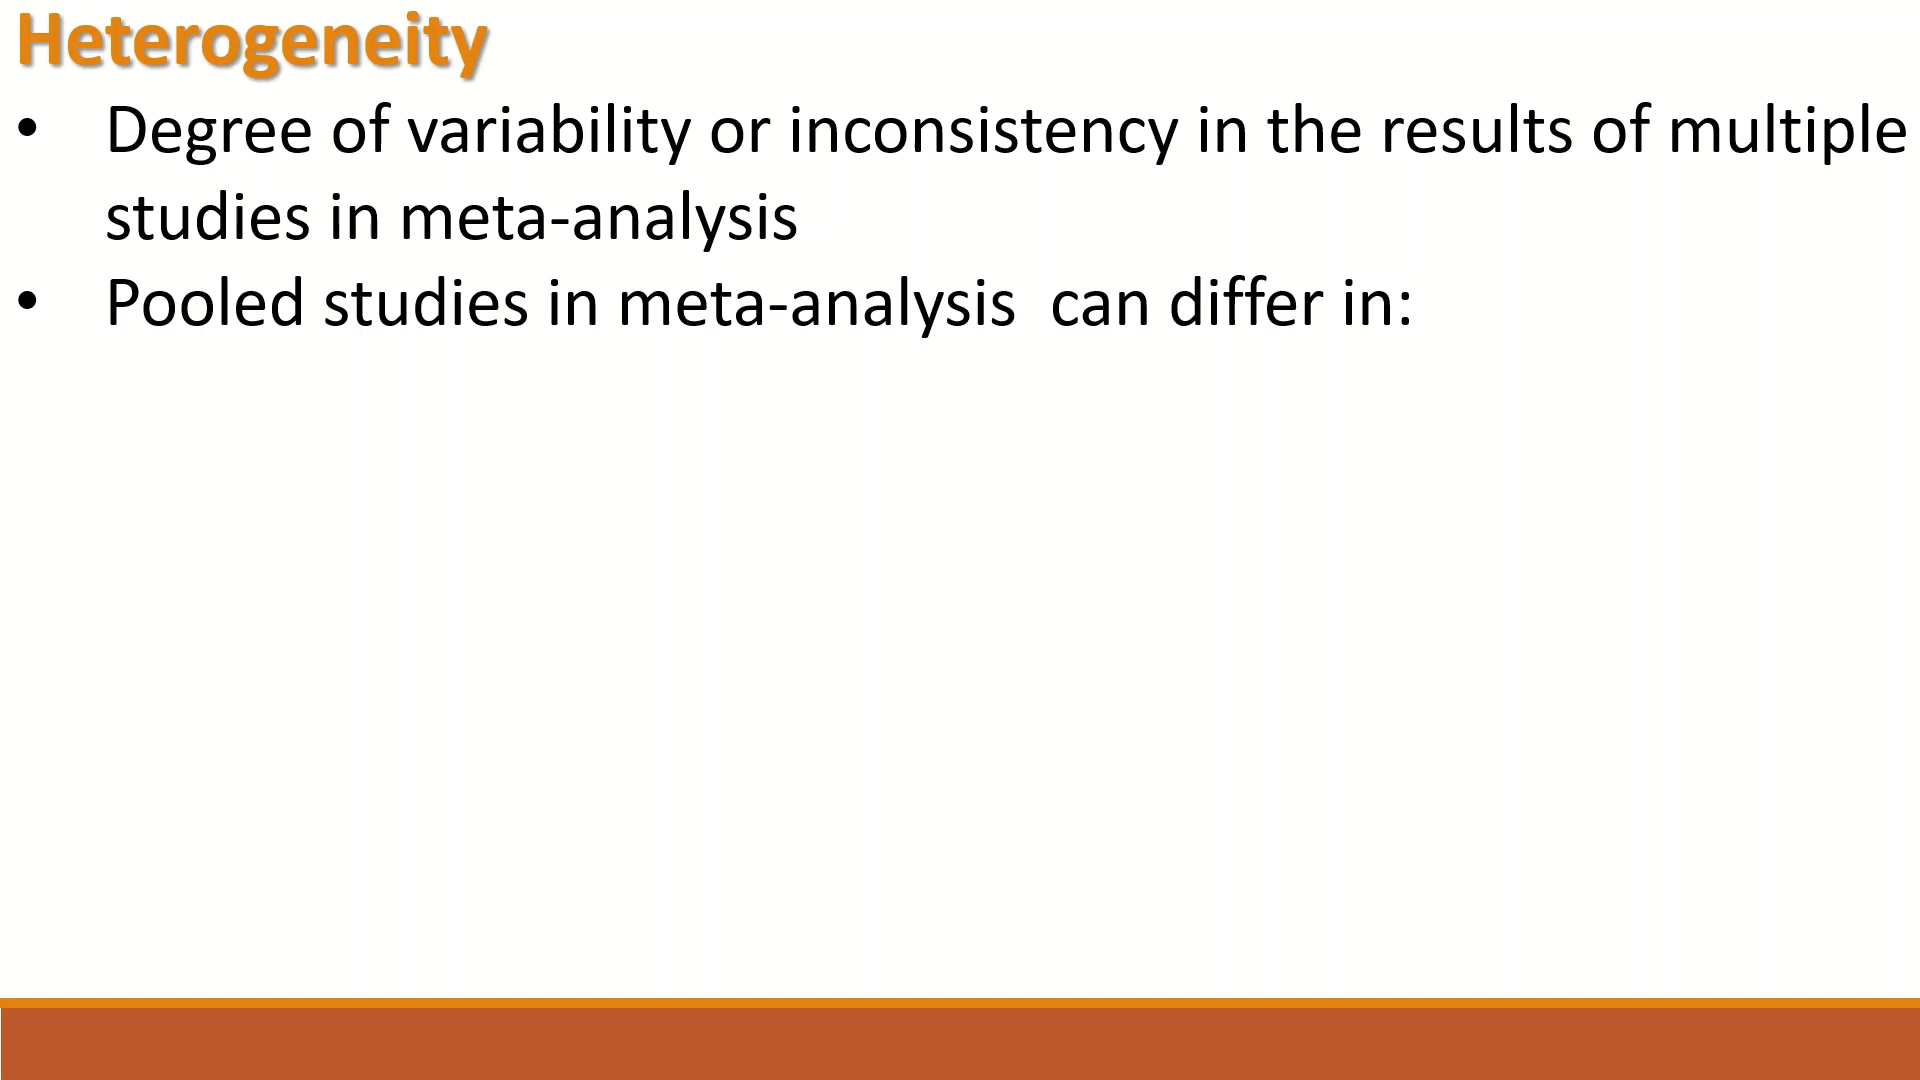 Heterogeneity
• Degree of variability or inconsistency in the results of multiple
studies in meta-analysis
• Pooled studies in meta-analysis  can differ in: